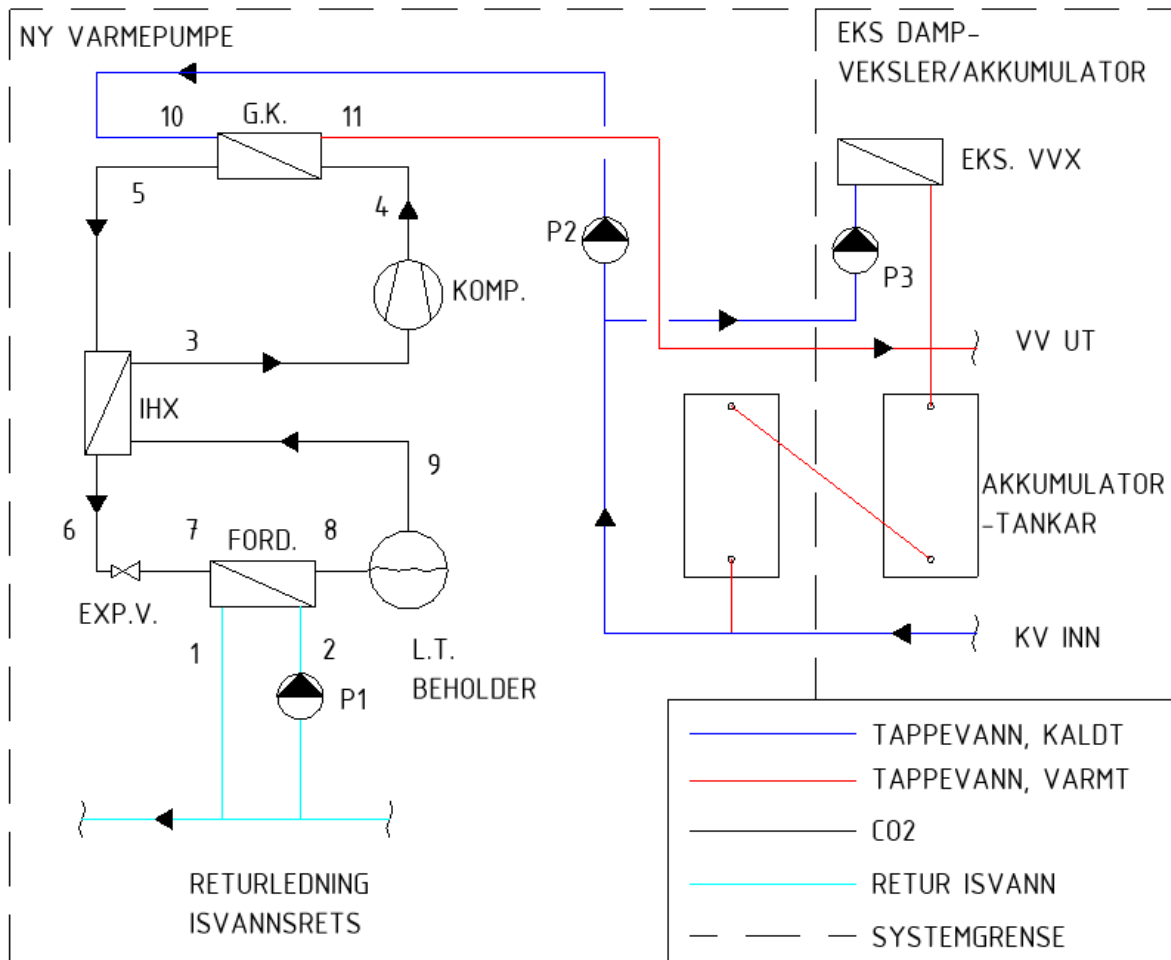 NY VARMEPUMPE
EKS DAMP-
VEKSLER/AKKUMULATOR
10
G.K.
11
5
4
EKS. VVX
P2
P3
KOMP.
3
VV UT
IHX
9
AKKUMULATOR
-TANKAR
6
7
FORD.
8
EXP.V.
1
2
L.T.
BEHOLDER
P1
KV INN
RETURLEDNING
ISVANNSRETS
TAPPEVANN, KALDT
TAPPEVANN, VARMT
CO2
RETUR ISVANN
SYSTEMGRENSE